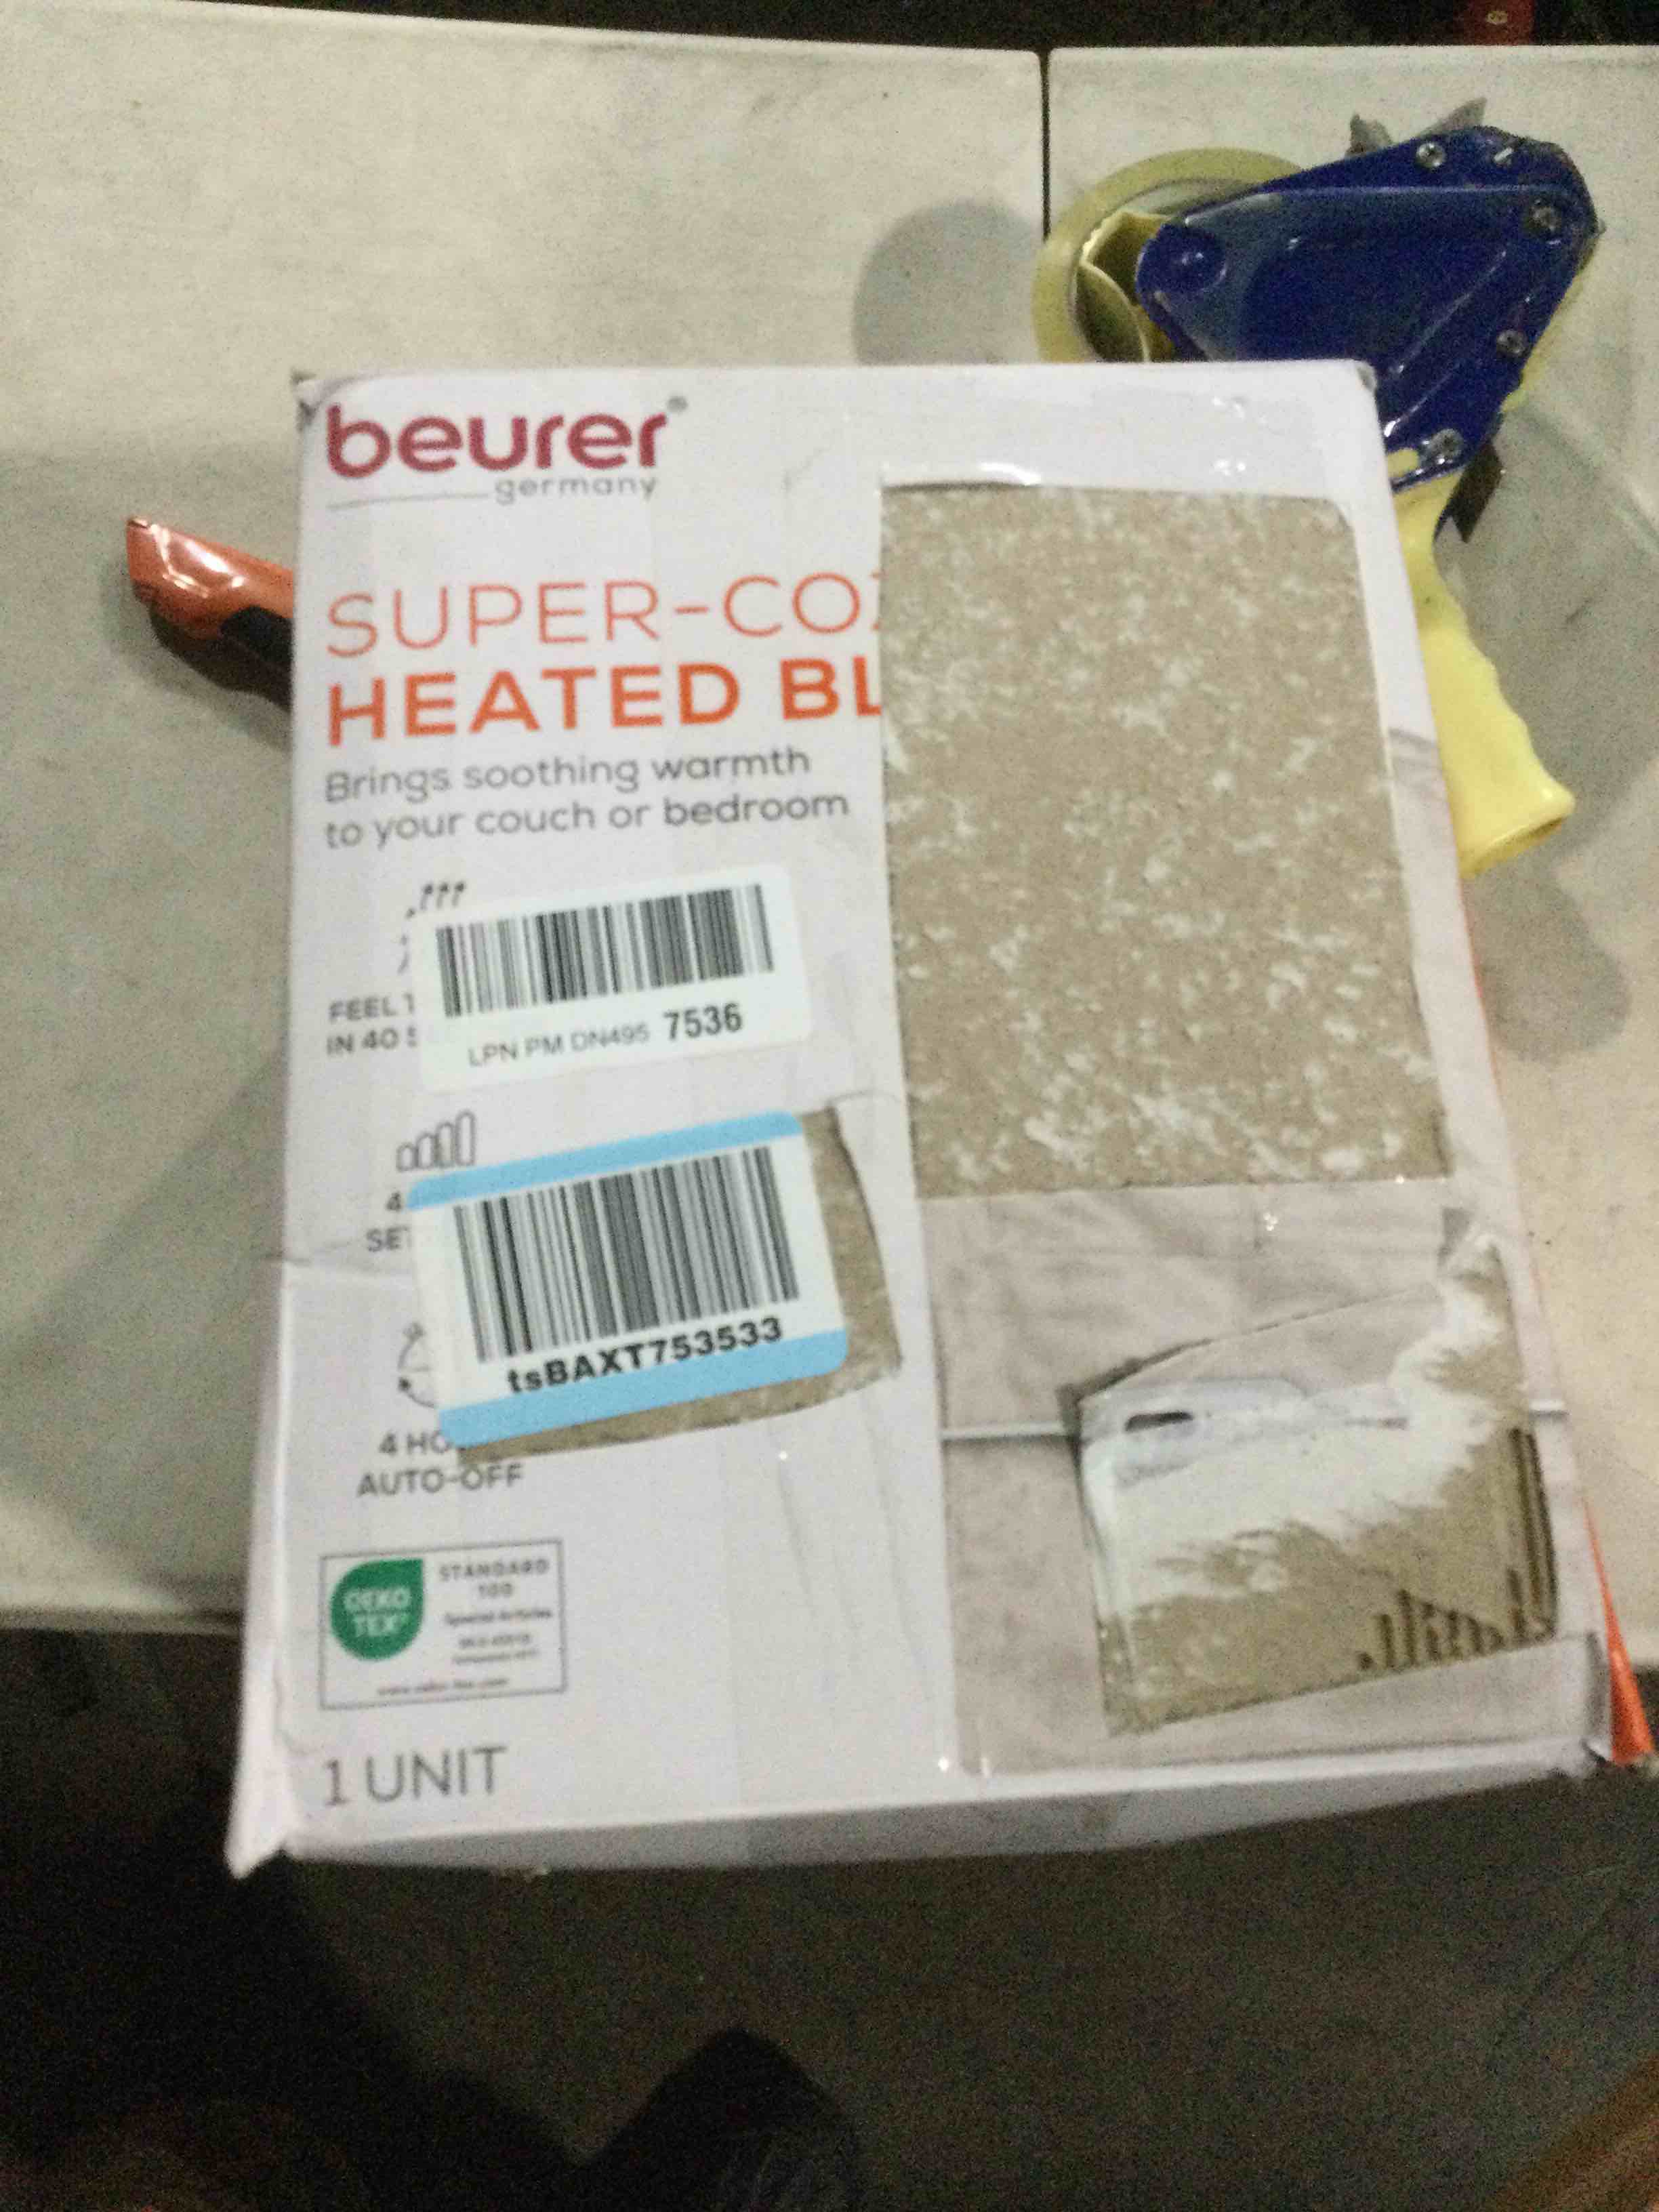 beurer®
germany
SUPER-CO
HEATED BL
Brings soothing warmth
to your couch or bedroom
LPN PM DN495 7536
FEEL
IN 40 S
tsBAXT753533
4
SET
4 HO
AUTO-OFF
OEKO
TEX®
STANDARD
100
1 UNIT